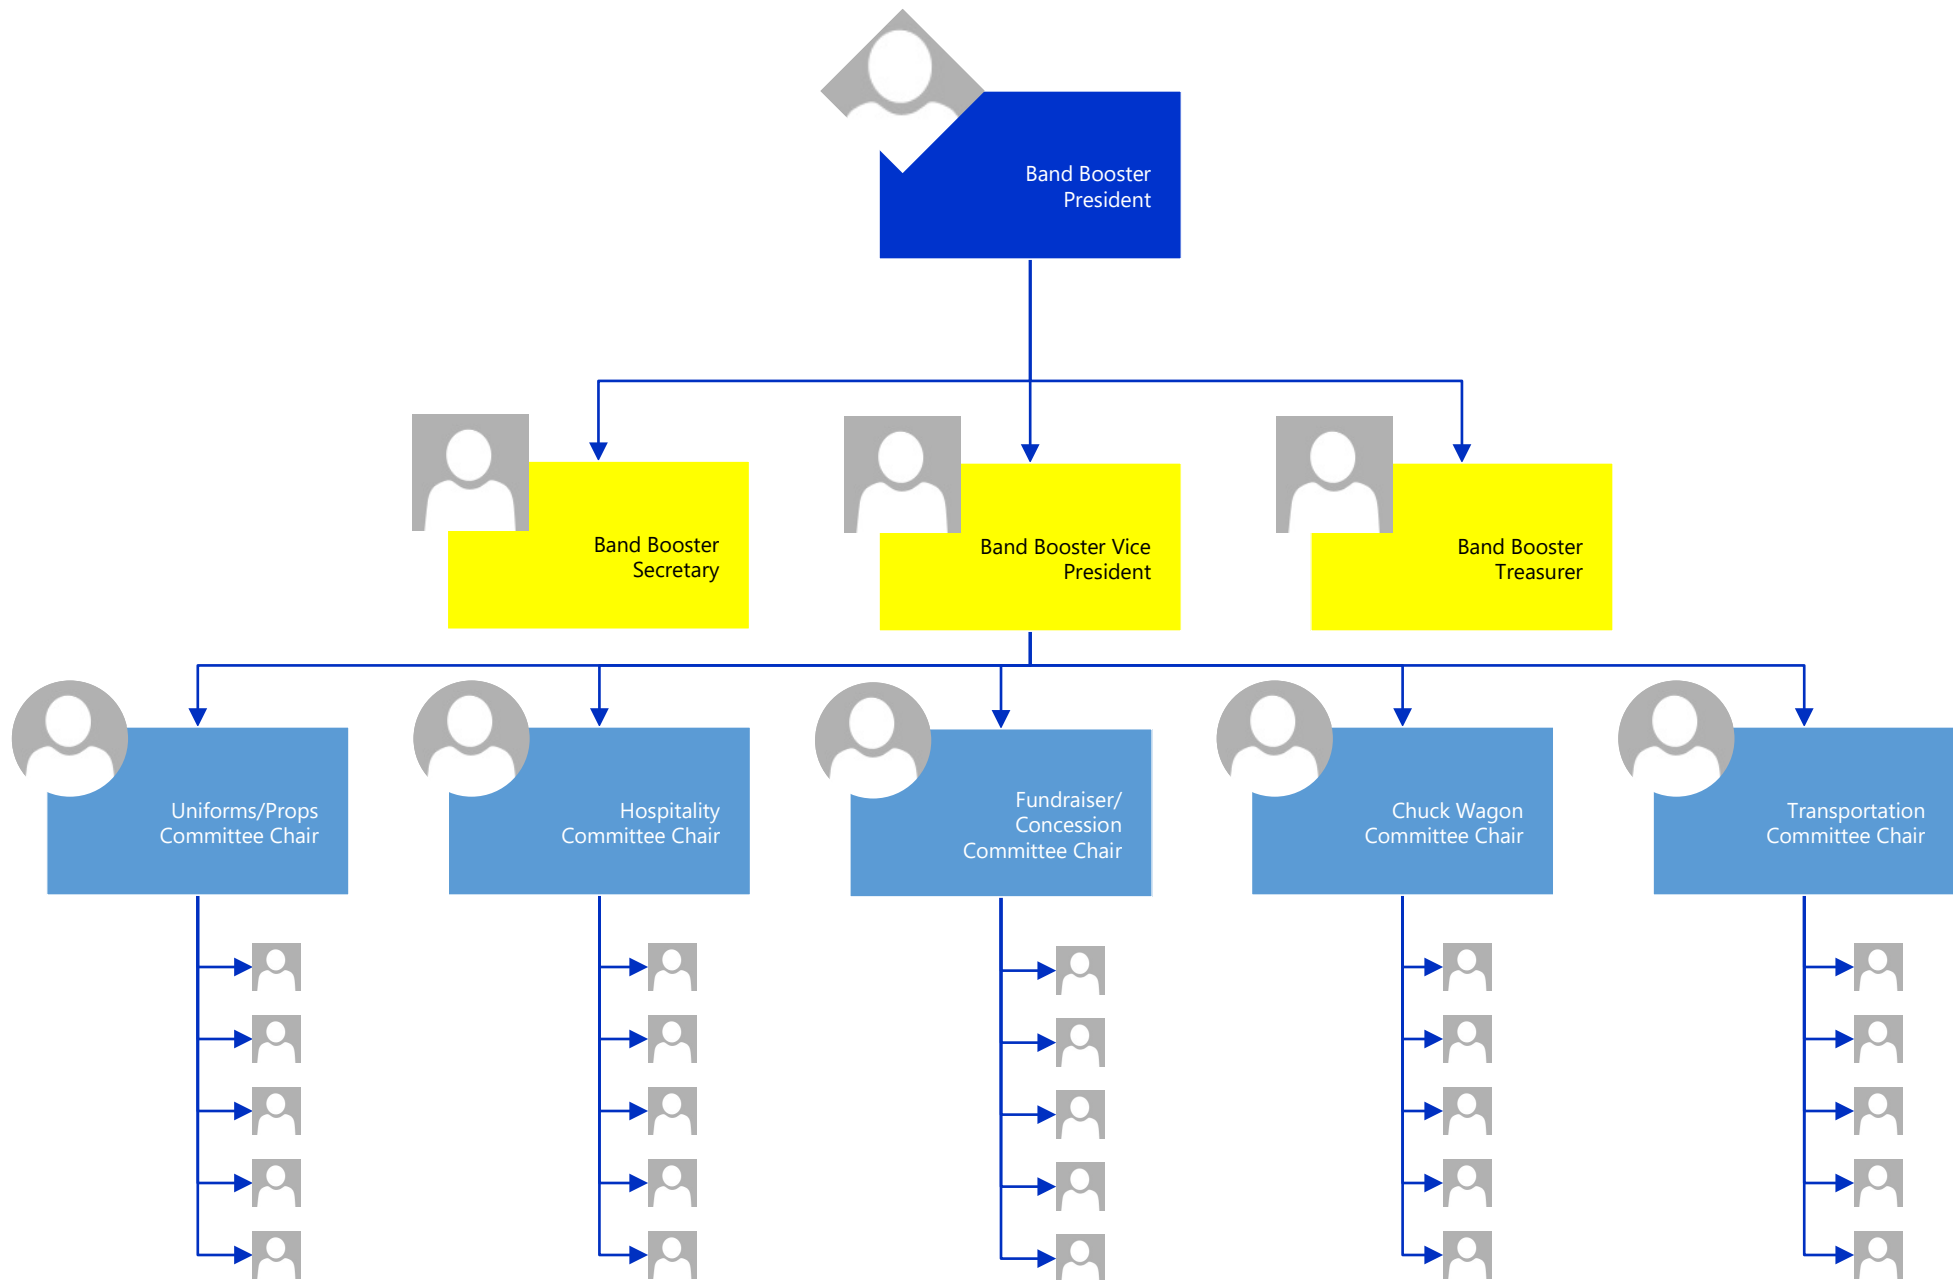 Band Booster
President
Band Booster
Secretary
Band Booster Vice
President
Band Booster
Treasurer
Uniforms/Props
Committee Chair
Hospitality
Committee Chair
Fundraiser/
Concession
Committee Chair
Chuck Wagon
Committee Chair
Transportation
Committee Chair